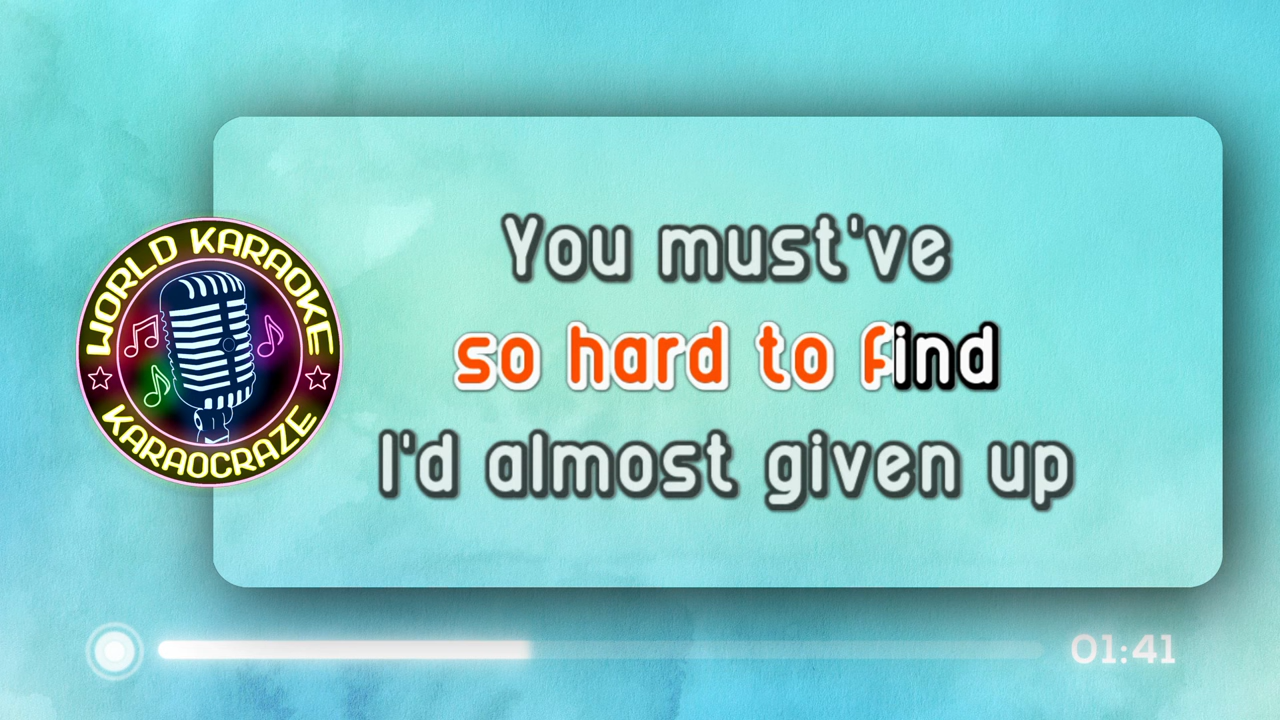 WORLD KARAOKE
KARAOCRAZE
You must've
so hard to find
I'd almost given up
01:41